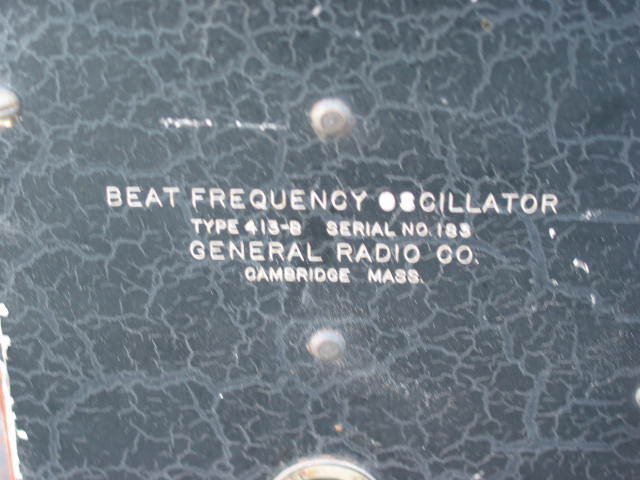 BEAT FREQUENCY OSCILLATOR
TYPE 413-B SERIAL NO. 183
GENERAL RADIO CO.
CAMBRIDGE MASS.